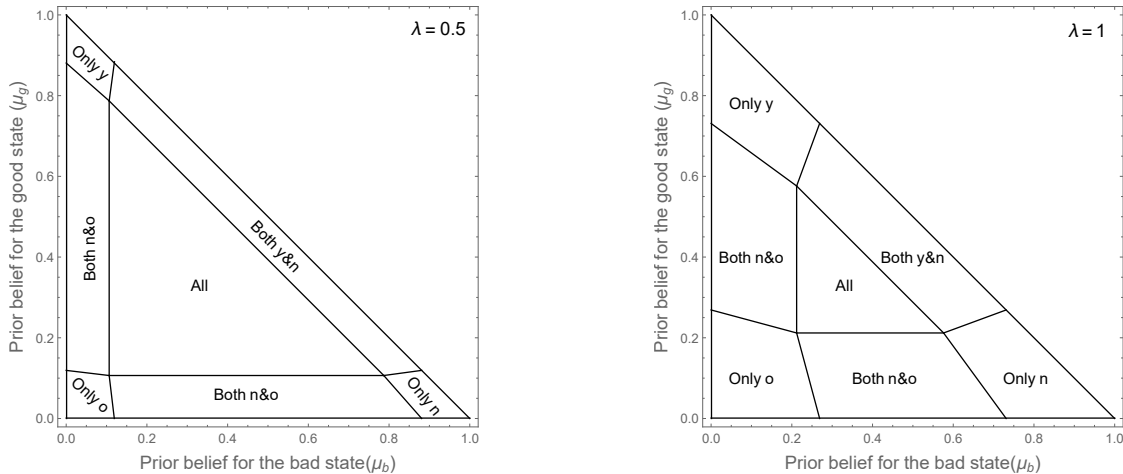 λ = 0.5
Only y
Both n&o
Both y&n
All
Only o
Both n&o
Only n
Prior belief for the good state (μg)
1.0
0.8
0.6
0.4
0.2
0.0
0.0 0.2 0.4 0.6 0.8 1.0
Prior belief for the bad state(μb)
λ = 1
Only y
Both n&o
Both y&n
All
Only o
Both n&o
Only n
Prior belief for the good state (μg)
1.0
0.8
0.6
0.4
0.2
0.0
0.0 0.2 0.4 0.6 0.8 1.0
Prior belief for the bad state(μb)